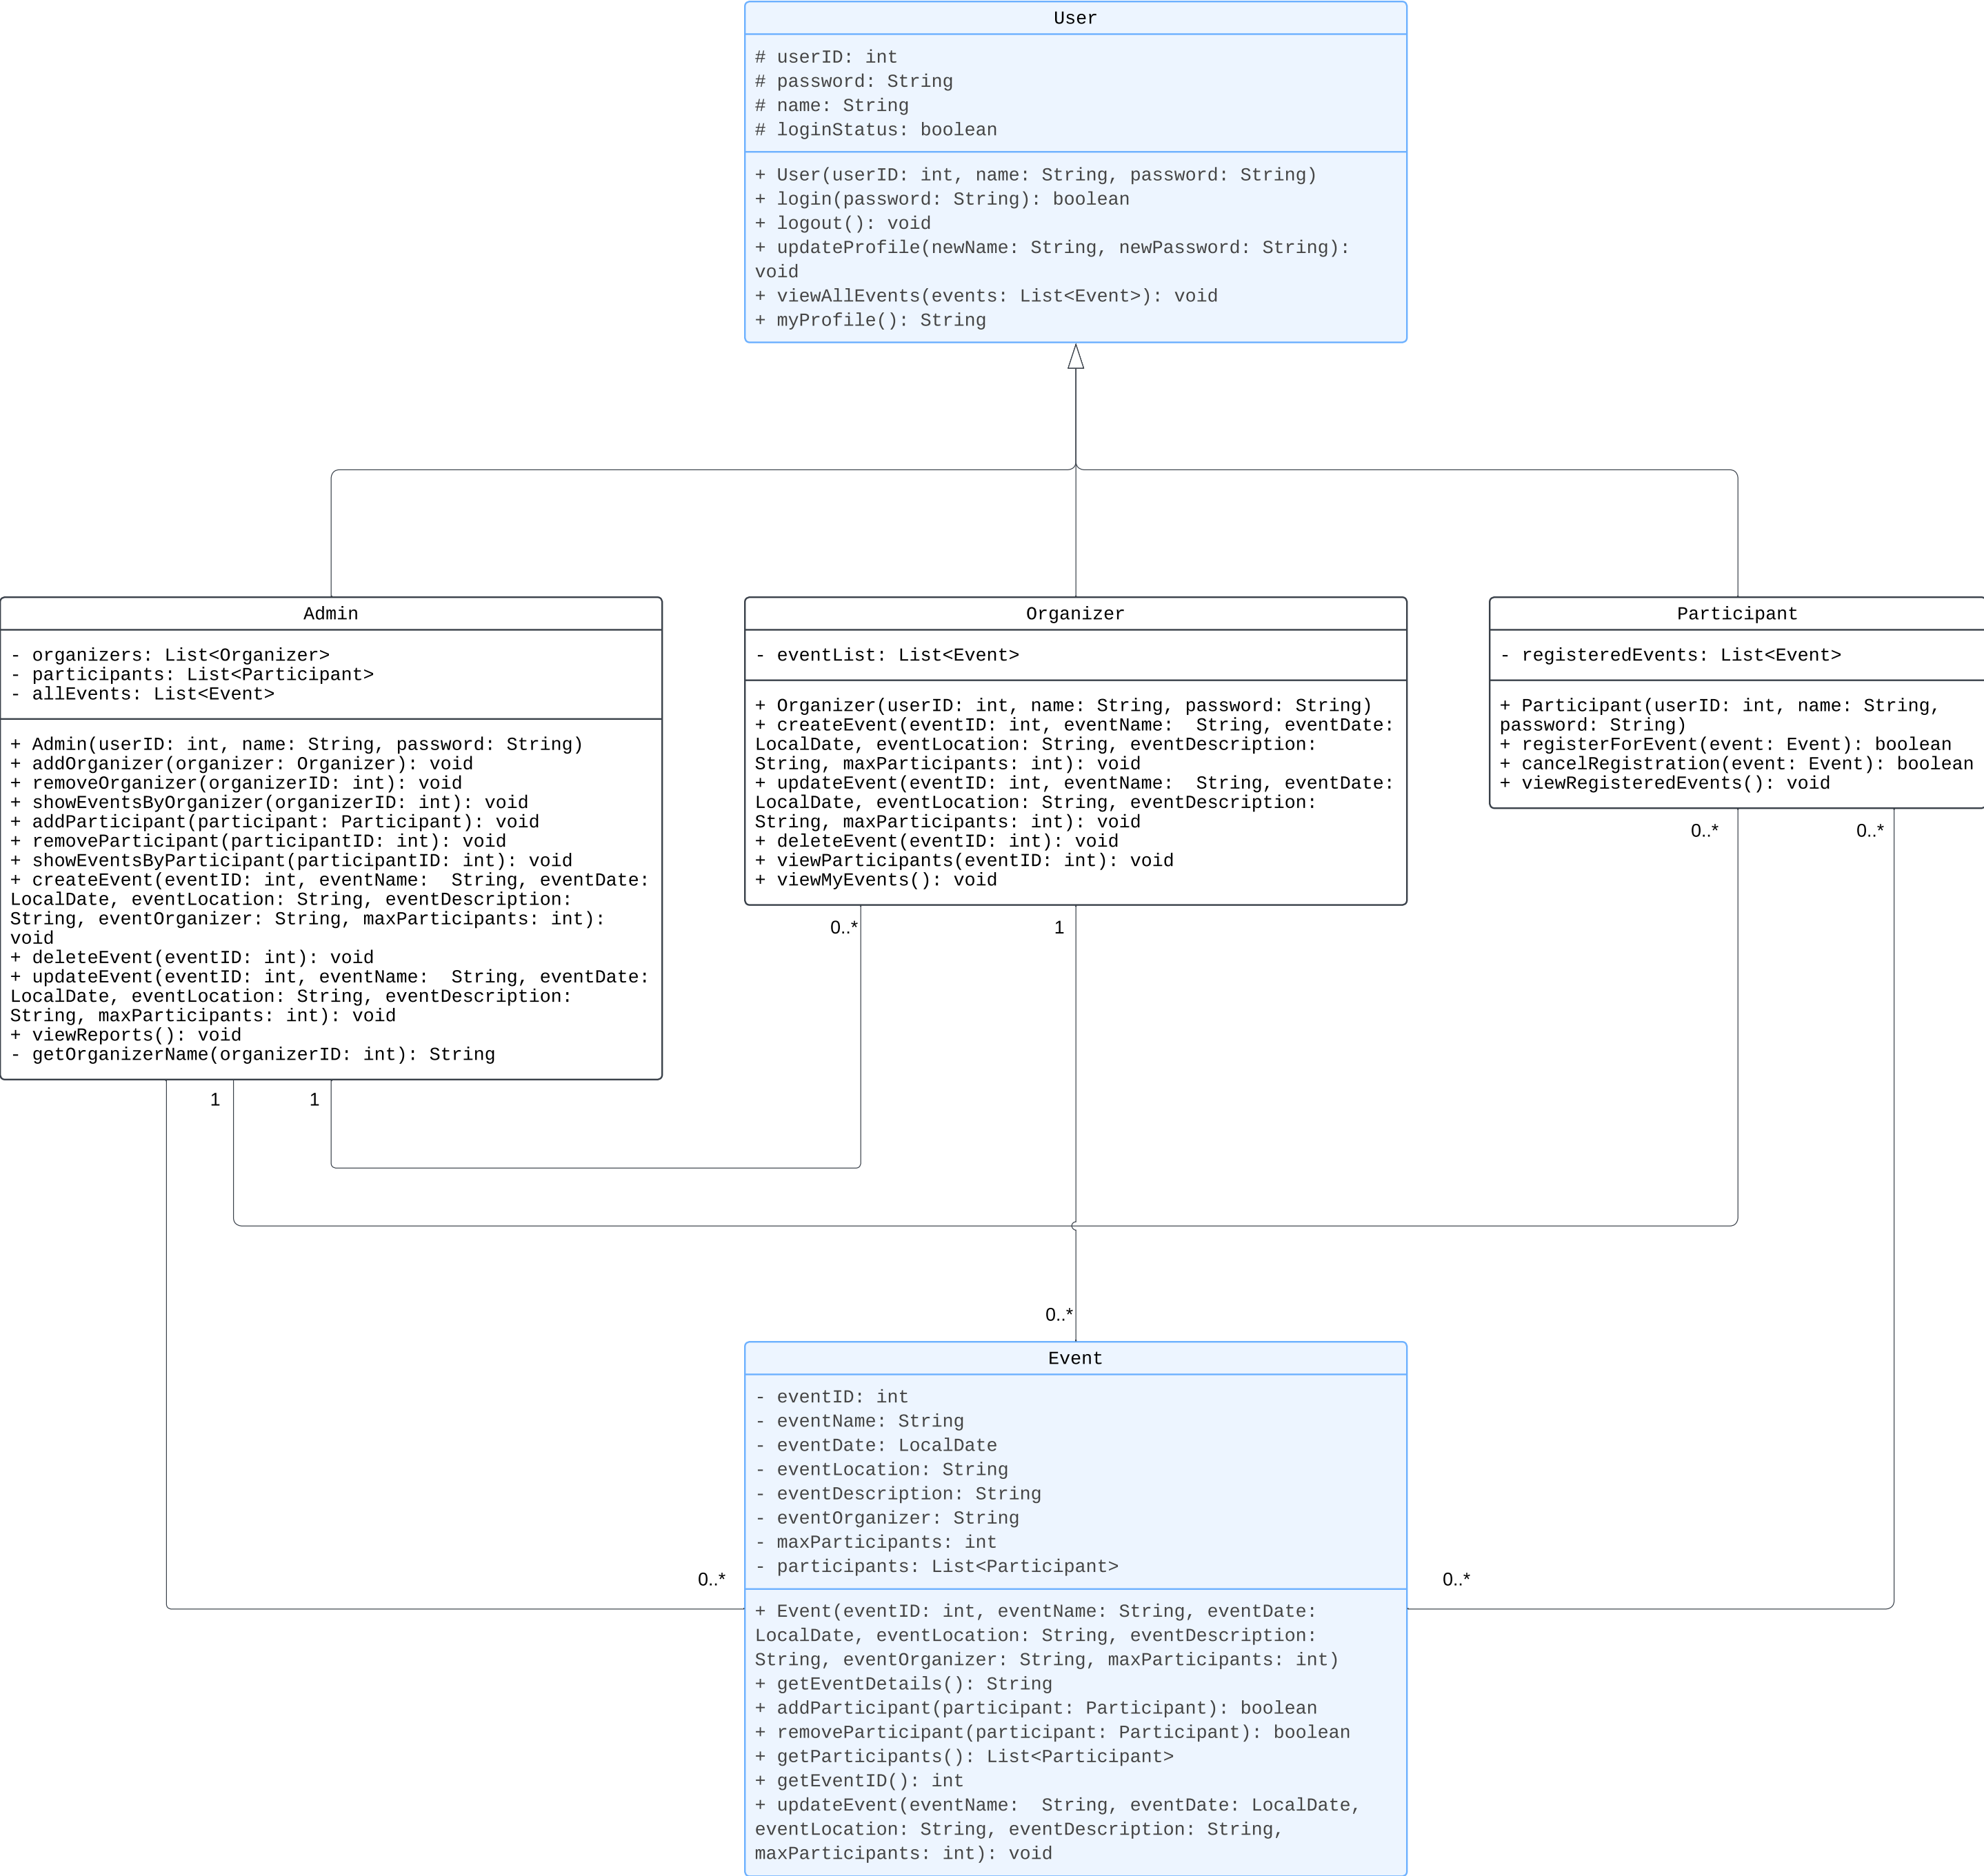 User
# userID: int
# password: String
# name: String
# loginStatus: boolean
+ User(userID: int, name: String, password: String)
+ login(password: String): boolean
+ logout(): void
+ updateProfile(newName: String, newPassword: String):
void
+ viewAllEvents(events: List<Event>): void
+ myProfile(): String
Admin
- organizers: List<Organizer>
- participants: List<Participant>
- allEvents: List<Event>
+ Admin(userID: int, name: String, password: String)
+ addOrganizer(organizer: Organizer): void
+ removeOrganizer(organizerID: int): void
+ showEventsByOrganizer(organizerID: int): void
+ addParticipant(participant: Participant): void
+ removeParticipant(participantID: int): void
+ showEventsByParticipant(participantID: int): void
+ createEvent(eventID: int, eventName:  String, eventDate:
LocalDate, eventLocation: String, eventDescription:
String, eventOrganizer: String, maxParticipants: int):
void
+ deleteEvent(eventID: int): void
+ updateEvent(eventID: int, eventName:  String, eventDate:
LocalDate, eventLocation: String, eventDescription:
String, maxParticipants: int): void
+ viewReports(): void
- getOrganizerName(organizerID: int): String
Organizer
- eventList: List<Event>
+ Organizer(userID: int, name: String, password: String)
+ createEvent(eventID: int, eventName:  String, eventDate:
LocalDate, eventLocation: String, eventDescription:
String, maxParticipants: int): void
+ updateEvent(eventID: int, eventName:  String, eventDate:
LocalDate, eventLocation: String, eventDescription:
String, maxParticipants: int): void
+ deleteEvent(eventID: int): void
+ viewParticipants(eventID: int): void
+ viewMyEvents(): void
Participant
- registeredEvents: List<Event>
+ Participant(userID: int, name: String,
password: String)
+ registerForEvent(event: Event): boolean
+ cancelRegistration(event: Event): boolean
+ viewRegisteredEvents(): void
0..*
0..*
0..*
1
1
1
0..*
0..*
0..*
Event
- eventID: int
- eventName: String
- eventDate: LocalDate
- eventLocation: String
- eventDescription: String
- eventOrganizer: String
- maxParticipants: int
- participants: List<Participant>
+ Event(eventID: int, eventName: String, eventDate:
LocalDate, eventLocation: String, eventDescription:
String, eventOrganizer: String, maxParticipants: int)
+ getEventDetails(): String
+ addParticipant(participant: Participant): boolean
+ removeParticipant(participant: Participant): boolean
+ getParticipants(): List<Participant>
+ getEventID(): int
+ updateEvent(eventName:  String, eventDate: LocalDate,
eventLocation: String, eventDescription: String,
maxParticipants: int): void